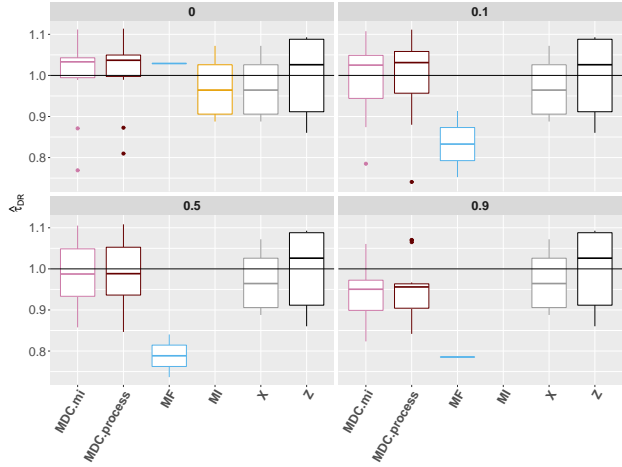 0
0.1
1.1
1.0
0.9
0.8
τ̂DR
0.5
0.9
1.1
1.0
0.9
0.8
MDC.mi
MDC.process
MF
MI
X
Z
MDC.mi
MDC.process
MF
MI
X
Z